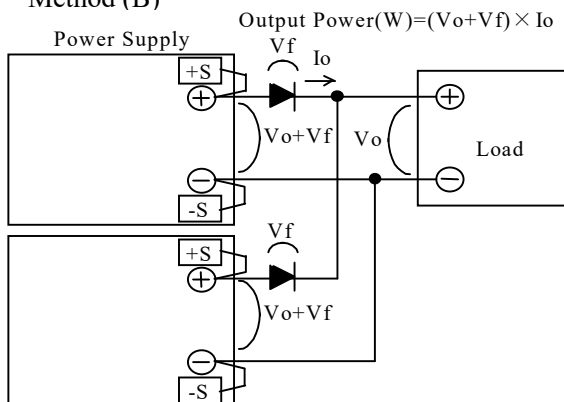 Method (B)
Output Power(W)=(Vo+Vf)×Io
Power Supply
Vf
Io
+S
+
Vo+Vf
Vo
+
Load
−
−
-S
Vf
+S
+
Vo+Vf
−
-S